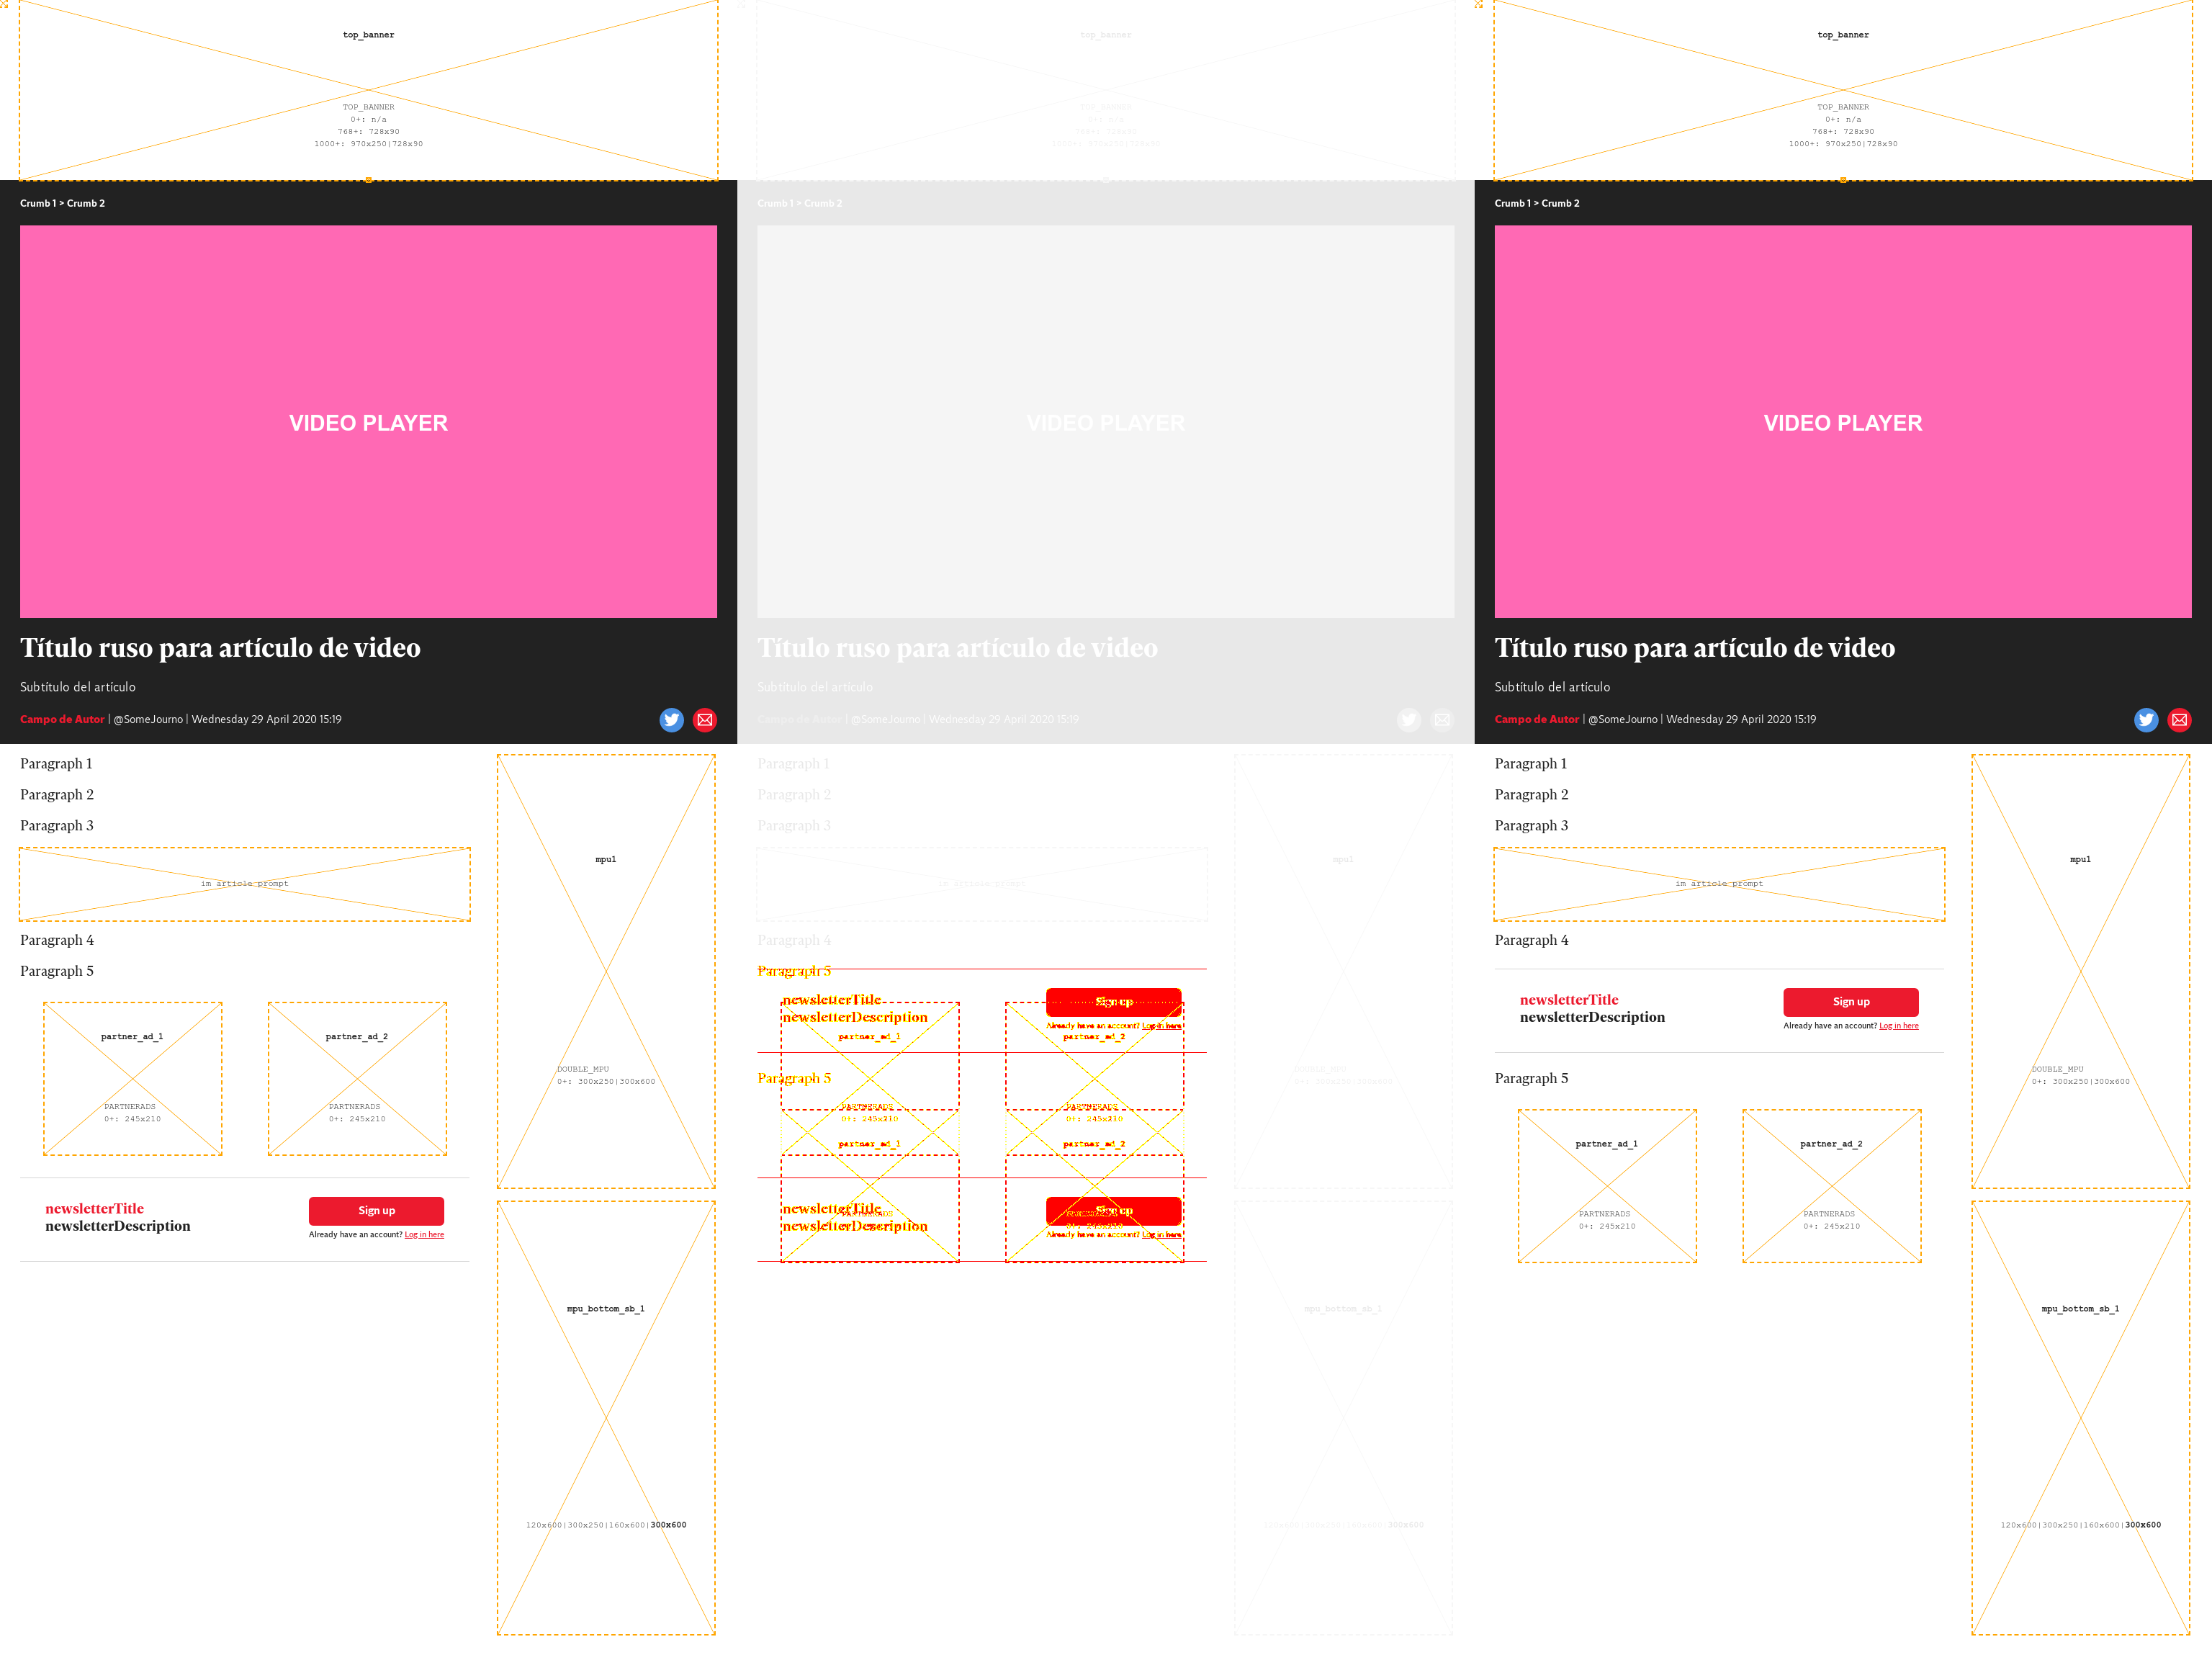 top_banner
TOP_BANNER
0+: n/a
768+: 728x90
1000+: 970x250|728x90
Crumb 1 > Crumb 2
VIDEO PLAYER
Título ruso para artículo de video
Subtítulo del artículo
Campo de Autor | @SomeJourno | Wednesday 29 April 2020 15:19
Paragraph 1
Paragraph 2
Paragraph 3
im article prompt
Paragraph 4
Paragraph 5
partner_ad_1
PARTNERADS
0+: 245x210
partner_ad_2
PARTNERADS
0+: 245x210
newsletterTitle
newsletterDescription
Sign up
Already have an account? Log in here
mpu1
DOUBLE_MPU
0+: 300x250|300x600
mpu_bottom_sb_1
120x600|300x250|160x600|300x600
top_banner
TOP_BANNER
0+: n/a
768+: 728x90
1000+: 970x250|728x90
Crumb 1 > Crumb 2
VIDEO PLAYER
Título ruso para artículo de video
Subtítulo del artículo
Campo de Autor | @SomeJourno | Wednesday 29 April 2020 15:19
Paragraph 1
Paragraph 2
Paragraph 3
im article prompt
Paragraph 4
Paragraph 5
newsletterTitle
newsletterDescription
Sign up
Already have an account? Log in here
partner_ad_1
partner_ad_2
Paragraph 5
PARTNERADS
0+: 245x210
PARTNERADS
0+: 245x210
partner_ad_1
partner_ad_2
newsletterTitle
newsletterDescription
Sign up
Already have an account? Log in here
mpu1
DOUBLE_MPU
0+: 300x250|300x600
mpu_bottom_sb_1
120x600|300x250|160x600|300x600
top_banner
TOP_BANNER
0+: n/a
768+: 728x90
1000+: 970x250|728x90
Crumb 1 > Crumb 2
VIDEO PLAYER
Título ruso para artículo de video
Subtítulo del artículo
Campo de Autor | @SomeJourno | Wednesday 29 April 2020 15:19
Paragraph 1
Paragraph 2
Paragraph 3
im article prompt
Paragraph 4
newsletterTitle
newsletterDescription
Sign up
Already have an account? Log in here
Paragraph 5
partner_ad_1
PARTNERADS
0+: 245x210
partner_ad_2
PARTNERADS
0+: 245x210
mpu1
DOUBLE_MPU
0+: 300x250|300x600
mpu_bottom_sb_1
120x600|300x250|160x600|300x600